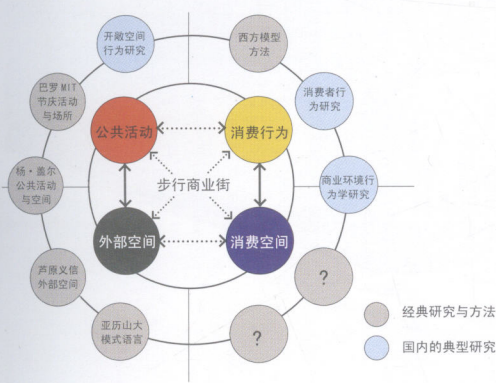 开敞空间
行为研究
西方模型
方法
巴罗 MIT
节庆活动
与场所
消费者行
为研究
公共活动
消费行为
杨·盖尔
公共活动
与空间
步行商业街
商业环境行
为学研究
外部空间
消费空间
芦原义信
外部空间
?
亚历山大
模式语言
?
经典研究与方法
国内的典型研究